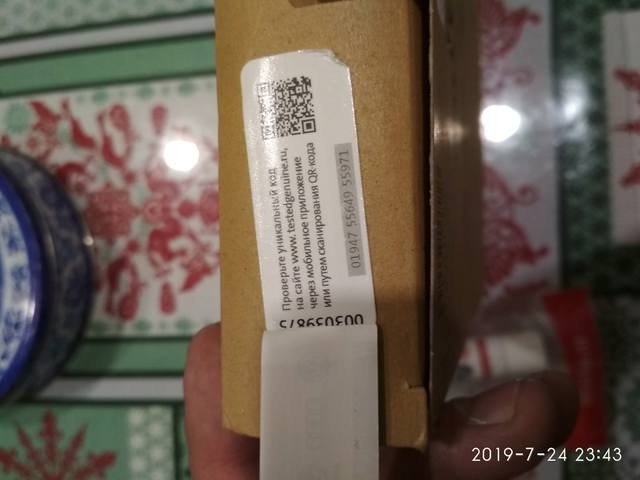 Проверьте уникальный код
на сайте www.testedgenuine.ru,
через мобильное приложение
или путем сканирования QR-кода
01947 55649 55971
003039875
2019-7-24 23:43